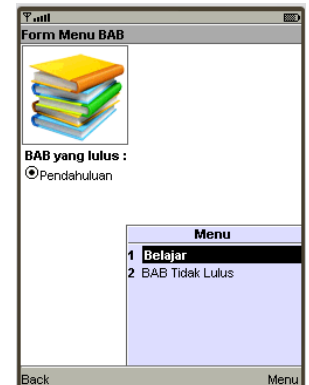 Form Menu BAB
BAB yang lulus :
Pendahuluan
Menu
1 Belajar
2 BAB Tidak Lulus
Back Menu